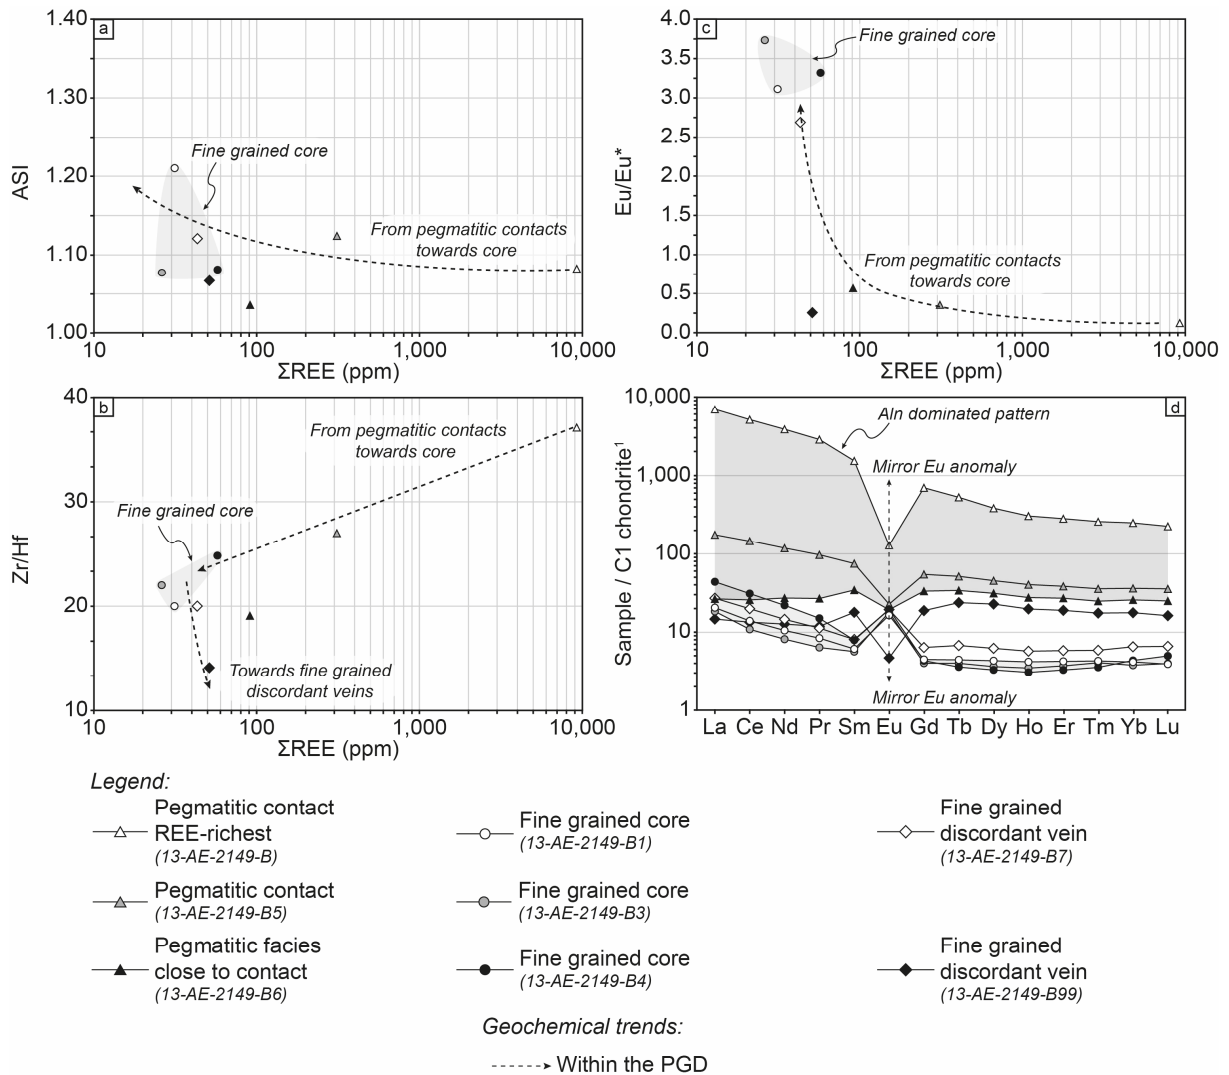 a
1.40
1.30
1.20
1.10
1.00
ASI
Fine grained core
From pegmatitic contacts
towards core
10
100
1,000
10,000
ΣREE (ppm)
c
4.0
3.5
3.0
2.5
2.0
1.5
1.0
0.5
0.0
Eu/Eu*
Fine grained core
From pegmatitic contacts
towards core
10
100
1,000
10,000
ΣREE (ppm)
b
40
30
20
10
Zr/Hf
From pegmatitic contacts
towards core
Fine grained core
Towards fine grained
discordant veins
10
100
1,000
10,000
ΣREE (ppm)
d
10,000
1,000
100
10
1
Sample / C1 chondrite¹
Aln dominated pattern
Mirror Eu anomaly
Mirror Eu anomaly
La Ce Nd Pr Sm Eu Gd Tb Dy Ho Er Tm Yb Lu
Legend:
Pegmatitic contact
REE-richest
(13-AE-2149-B)
Pegmatitic contact
(13-AE-2149-B5)
Pegmatitic facies
close to contact
(13-AE-2149-B6)
Fine grained core
(13-AE-2149-B1)
Fine grained core
(13-AE-2149-B3)
Fine grained core
(13-AE-2149-B4)
Fine grained
discordant vein
(13-AE-2149-B7)
Fine grained
discordant vein
(13-AE-2149-B99)
Geochemical trends:
Within the PGD